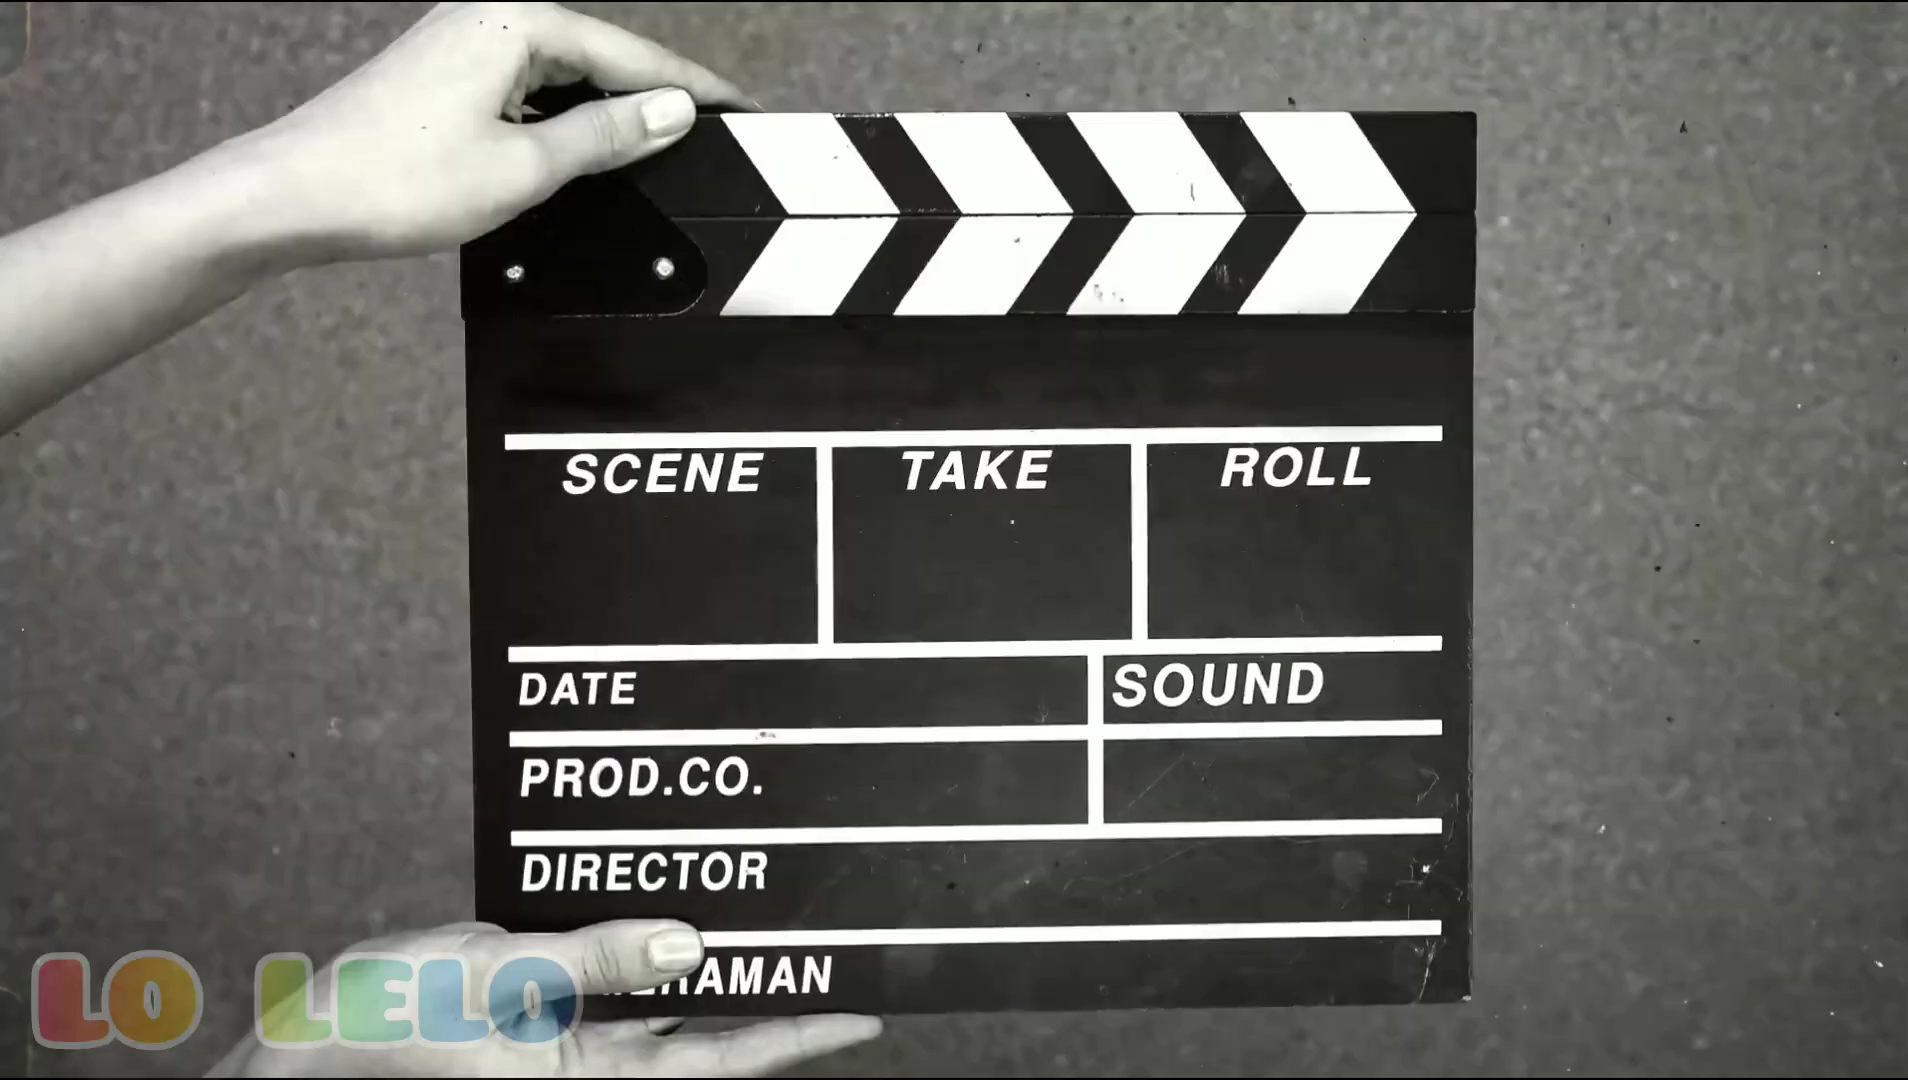 SCENE TAKE ROLL
DATE SOUND
PROD.CO.
DIRECTOR
LO LELO